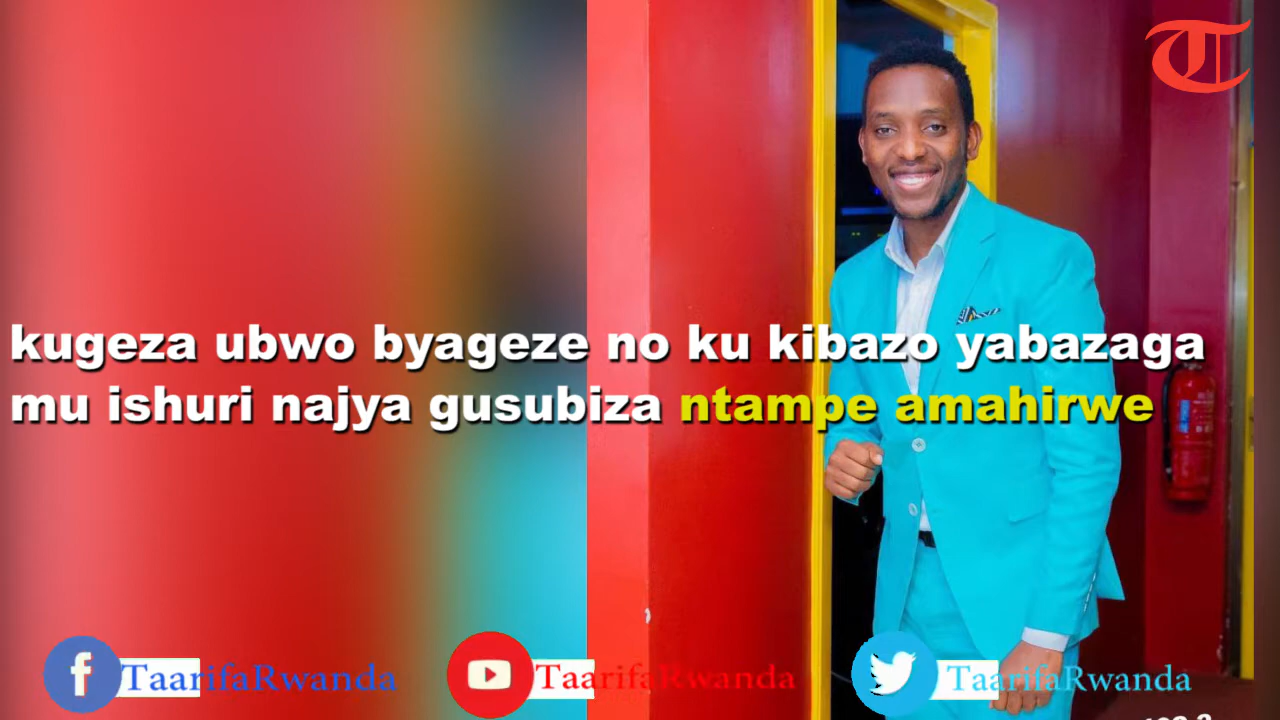 kugeza ubwo byageze no ku kibazo yabazaga
mu ishuri najya gusubiza ntampe amahirwe
TaarifaRwanda
TaarifaRwanda
TaarifaRwanda